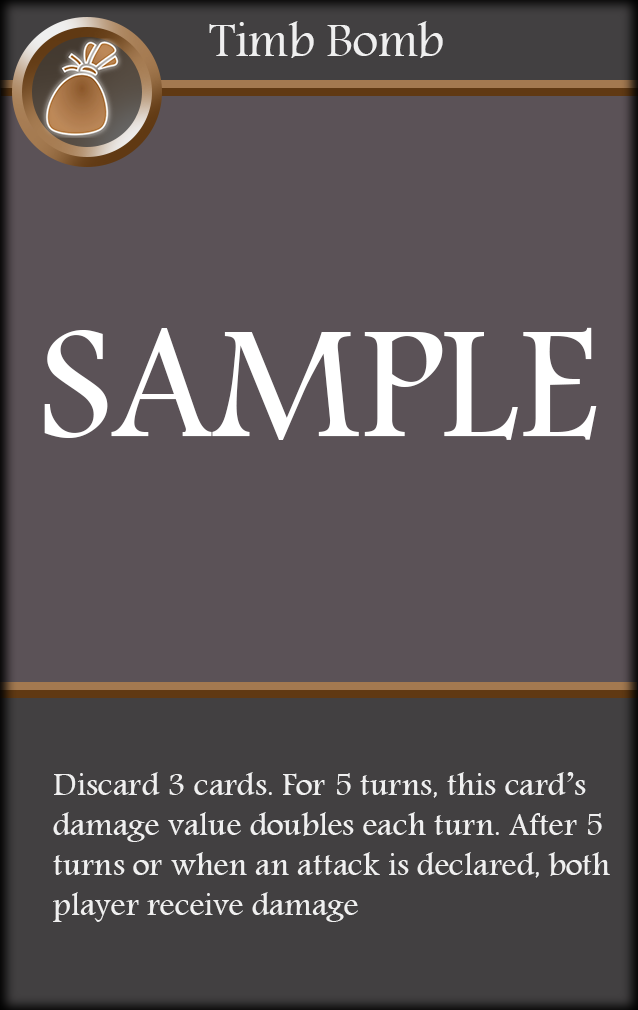 Timb Bomb
SAMPLE
Discard 3 cards. For 5 turns, this card's
damage value doubles each turn. After 5
turns or when an attack is declared, both
player receive damage